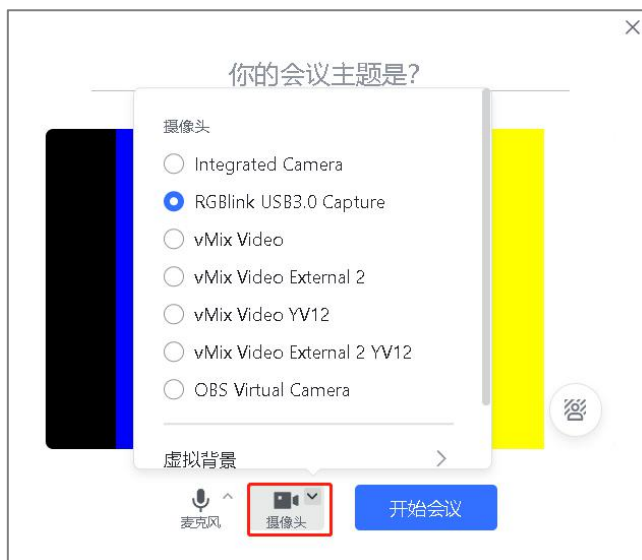 你的会议主题是?
摄像头
Integrated Camera
RGBlink USB3.0 Capture
vMix Video
vMix Video External 2
vMix Video YV12
vMix Video External 2 YV12
OBS Virtual Camera
虚拟背景
麦克风
摄像头
开始会议